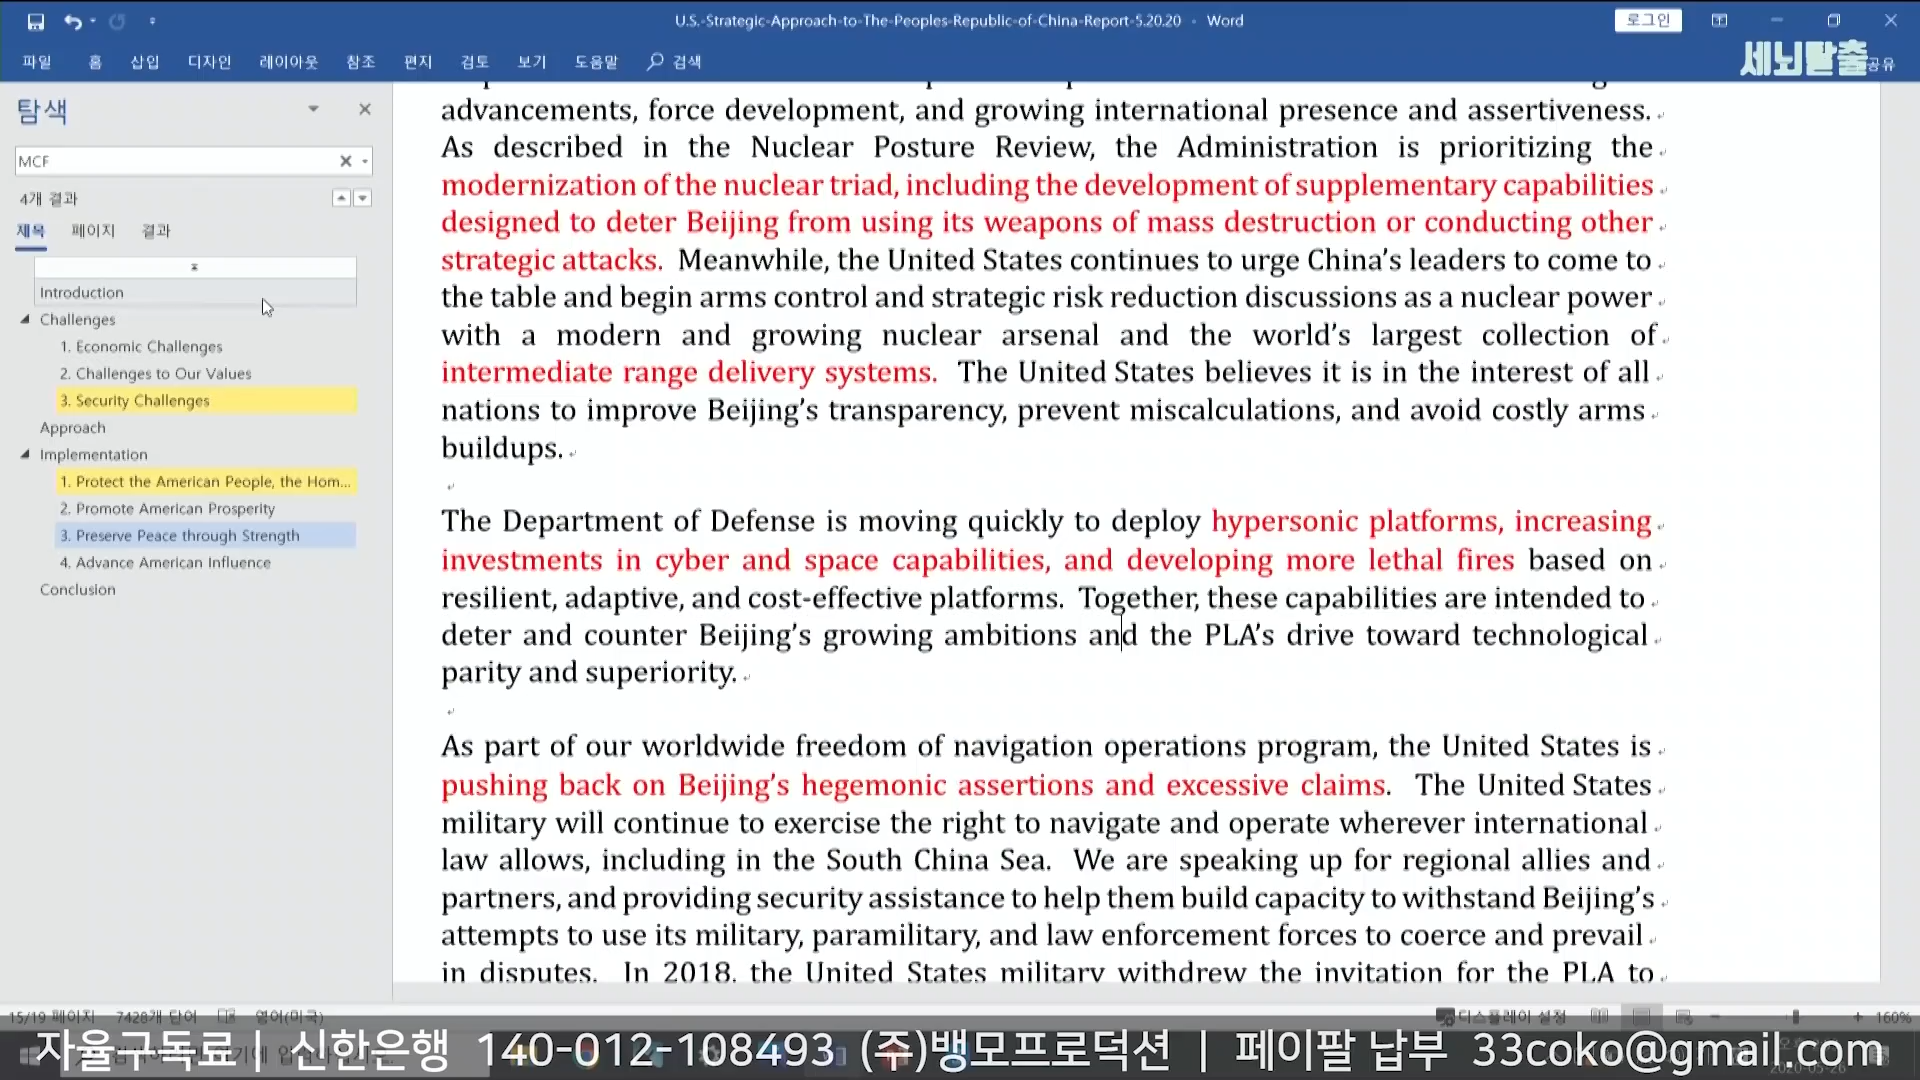 U.S.-Strategic-Approach-to-The-Peoples-Republic-of-China-Report-5.20.20 - Word
로그인
파일 홈 삽입 디자인 레이아웃 참조 편지 검토 보기 도움말 검색
세뇌탈출
공유
탐색
MCF
4개 결과
제목 페이지 결과
Introduction
Challenges
1. Economic Challenges
2. Challenges to Our Values
3. Security Challenges
Approach
Implementation
1. Protect the American People, the Hom...
2. Promote American Prosperity
3. Preserve Peace through Strength
4. Advance American Influence
Conclusion
advancements, force development, and growing international presence and assertiveness.
As described in the Nuclear Posture Review, the Administration is prioritizing the
modernization of the nuclear triad, including the development of supplementary capabilities
designed to deter Beijing from using its weapons of mass destruction or conducting other
strategic attacks. Meanwhile, the United States continues to urge China's leaders to come to
the table and begin arms control and strategic risk reduction discussions as a nuclear power
with a modern and growing nuclear arsenal and the world's largest collection of
intermediate range delivery systems. The United States believes it is in the interest of all
nations to improve Beijing's transparency, prevent miscalculations, and avoid costly arms
buildups.
The Department of Defense is moving quickly to deploy hypersonic platforms, increasing
investments in cyber and space capabilities, and developing more lethal fires based on
resilient, adaptive, and cost-effective platforms. Together, these capabilities are intended to
deter and counter Beijing's growing ambitions and the PLA's drive toward technological
parity and superiority.
As part of our worldwide freedom of navigation operations program, the United States is
pushing back on Beijing's hegemonic assertions and excessive claims. The United States
military will continue to exercise the right to navigate and operate wherever international
law allows, including in the South China Sea. We are speaking up for regional allies and
partners, and providing security assistance to help them build capacity to withstand Beijing's
attempts to use its military, paramilitary, and law enforcement forces to coerce and prevail
in disputes. In 2018, the United States military withdrew the invitation for the PLA to
15/19 페이지 7428개 단어 영어(미국) 디스플레이 설정 160%
자율구독료 | 신한은행 140-012-108493 (주)뱅모프로덕션 | 페이팔 납부 33coko@gmail.com
2020-05-26